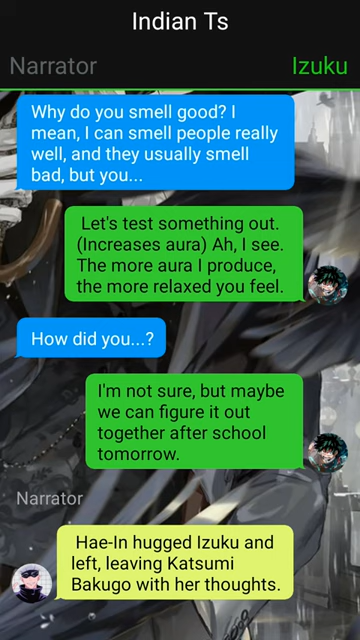 Indian Ts
Narrator
Izuku
Why do you smell good? I
mean, I can smell people really
well, and they usually smell
bad, but you...
Let's test something out.
(Increases aura) Ah, I see.
The more aura I produce,
the more relaxed you feel.
How did you...?
I'm not sure, but maybe
we can figure it out
together after school
tomorrow.
Narrator
Hae-In hugged Izuku and
left, leaving Katsumi
Bakugo with her thoughts.